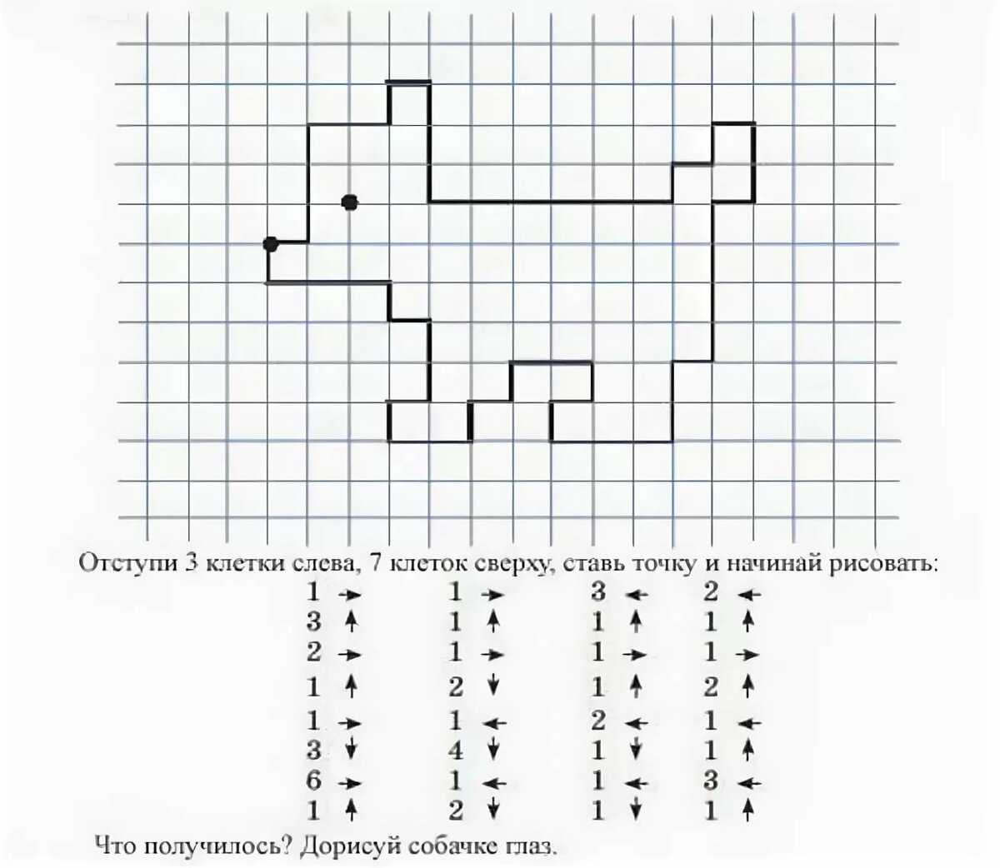 Отступи 3 клетки слева, 7 клеток сверху, ставь точку и начинай рисовать:
1 → 1 → 3 ← 2 ←
3 ↑ 1 ↑ 1 ↑ 1 ↑
2 → 1 → 1 → 1 →
1 ↑ 2 ↓ 1 ↑ 2 ↑
1 → 1 ← 2 ← 1 ←
3 ↓ 4 ↓ 1 ↓ 1 ↑
6 → 1 ← 1 ← 3 ←
1 ↑ 2 ↓ 1 ↓ 1 ↑
Что получилось? Дорисуй собачке глаз.